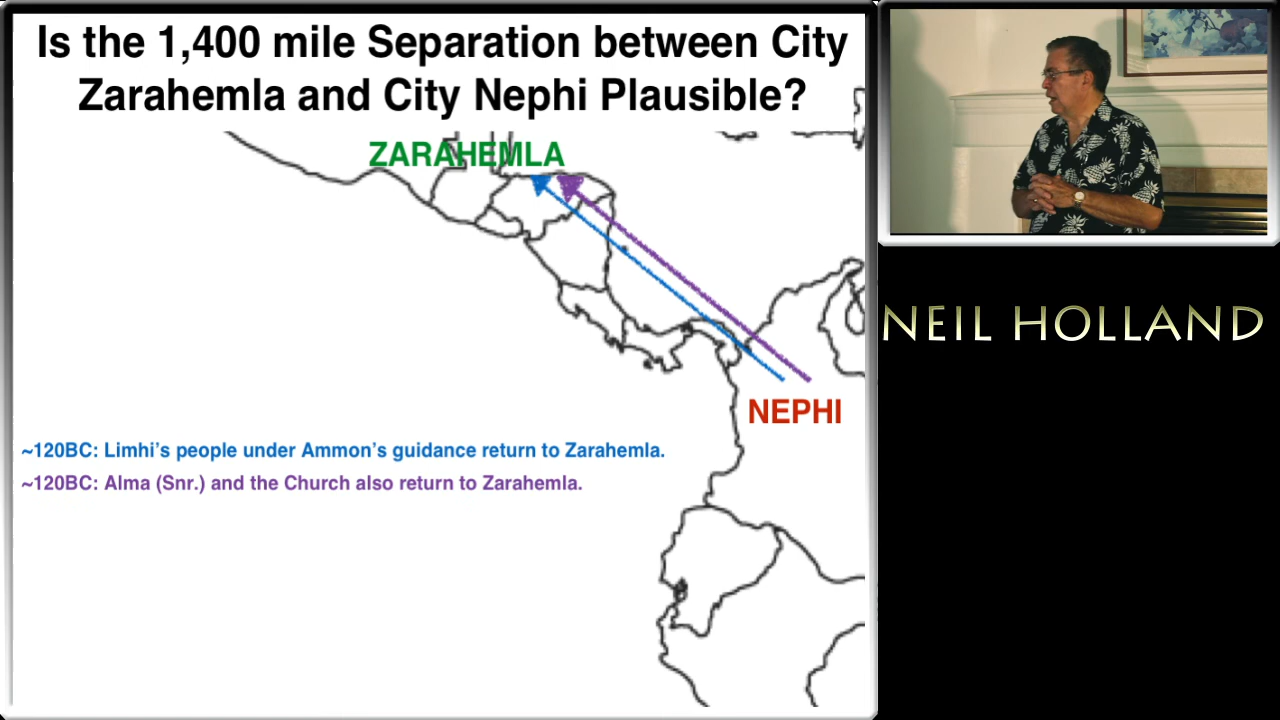 Is the 1,400 mile Separation between City
Zarahemla and City Nephi Plausible?
ZARAHEMLA
NEPHI
~120BC: Limhi's people under Ammon's guidance return to Zarahemla.
~120BC: Alma (Snr.) and the Church also return to Zarahemla.
NEIL HOLLAND